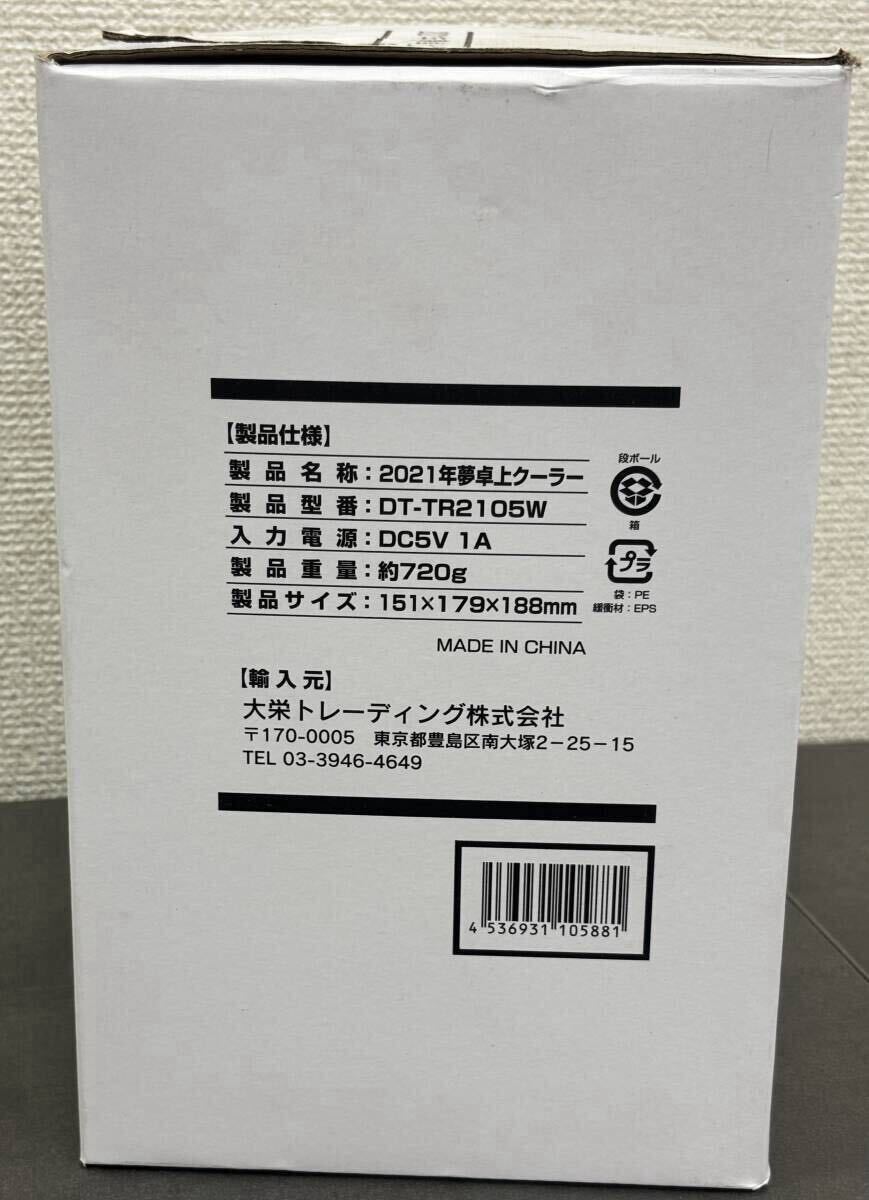 【製品仕様】
製品名称：2021年夢卓上クーラー
製品型番：DT-TR2105W
入力電源：DC5V 1A
製品重量：約720g
製品サイズ：151×179×188mm
段ボール
箱
プラ
袋：PE
緩衝材：EPS
MADE IN CHINA
【輸入元】
大栄トレーディング株式会社
〒170-0005 東京都豊島区南大塚2-25-15
TEL 03-3946-4649
4 536931 105881